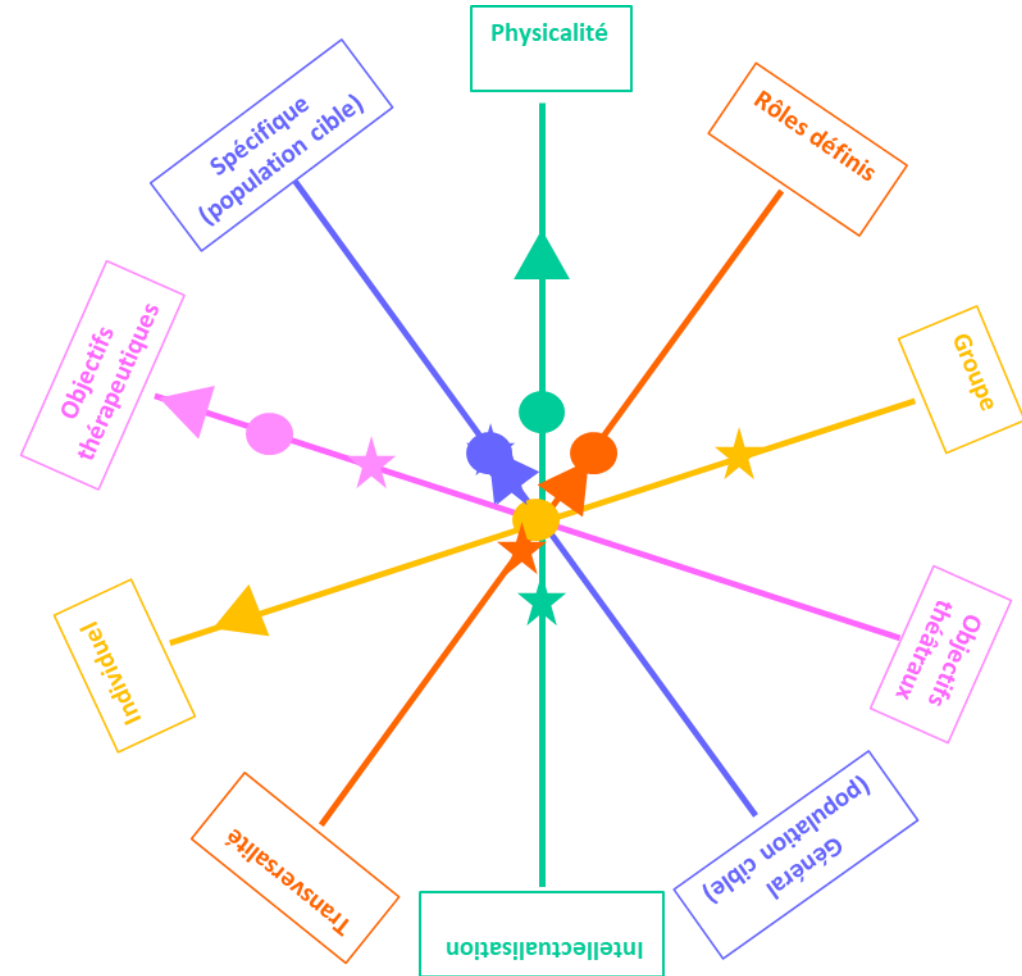 Physicalité
Rôles définis
Groupe
Objectifs
théâtraux
Général
(population cible)
Intellectualisation
Transversalité
Individuel
Objectifs
thérapeutiques
Spécifique
(population cible)